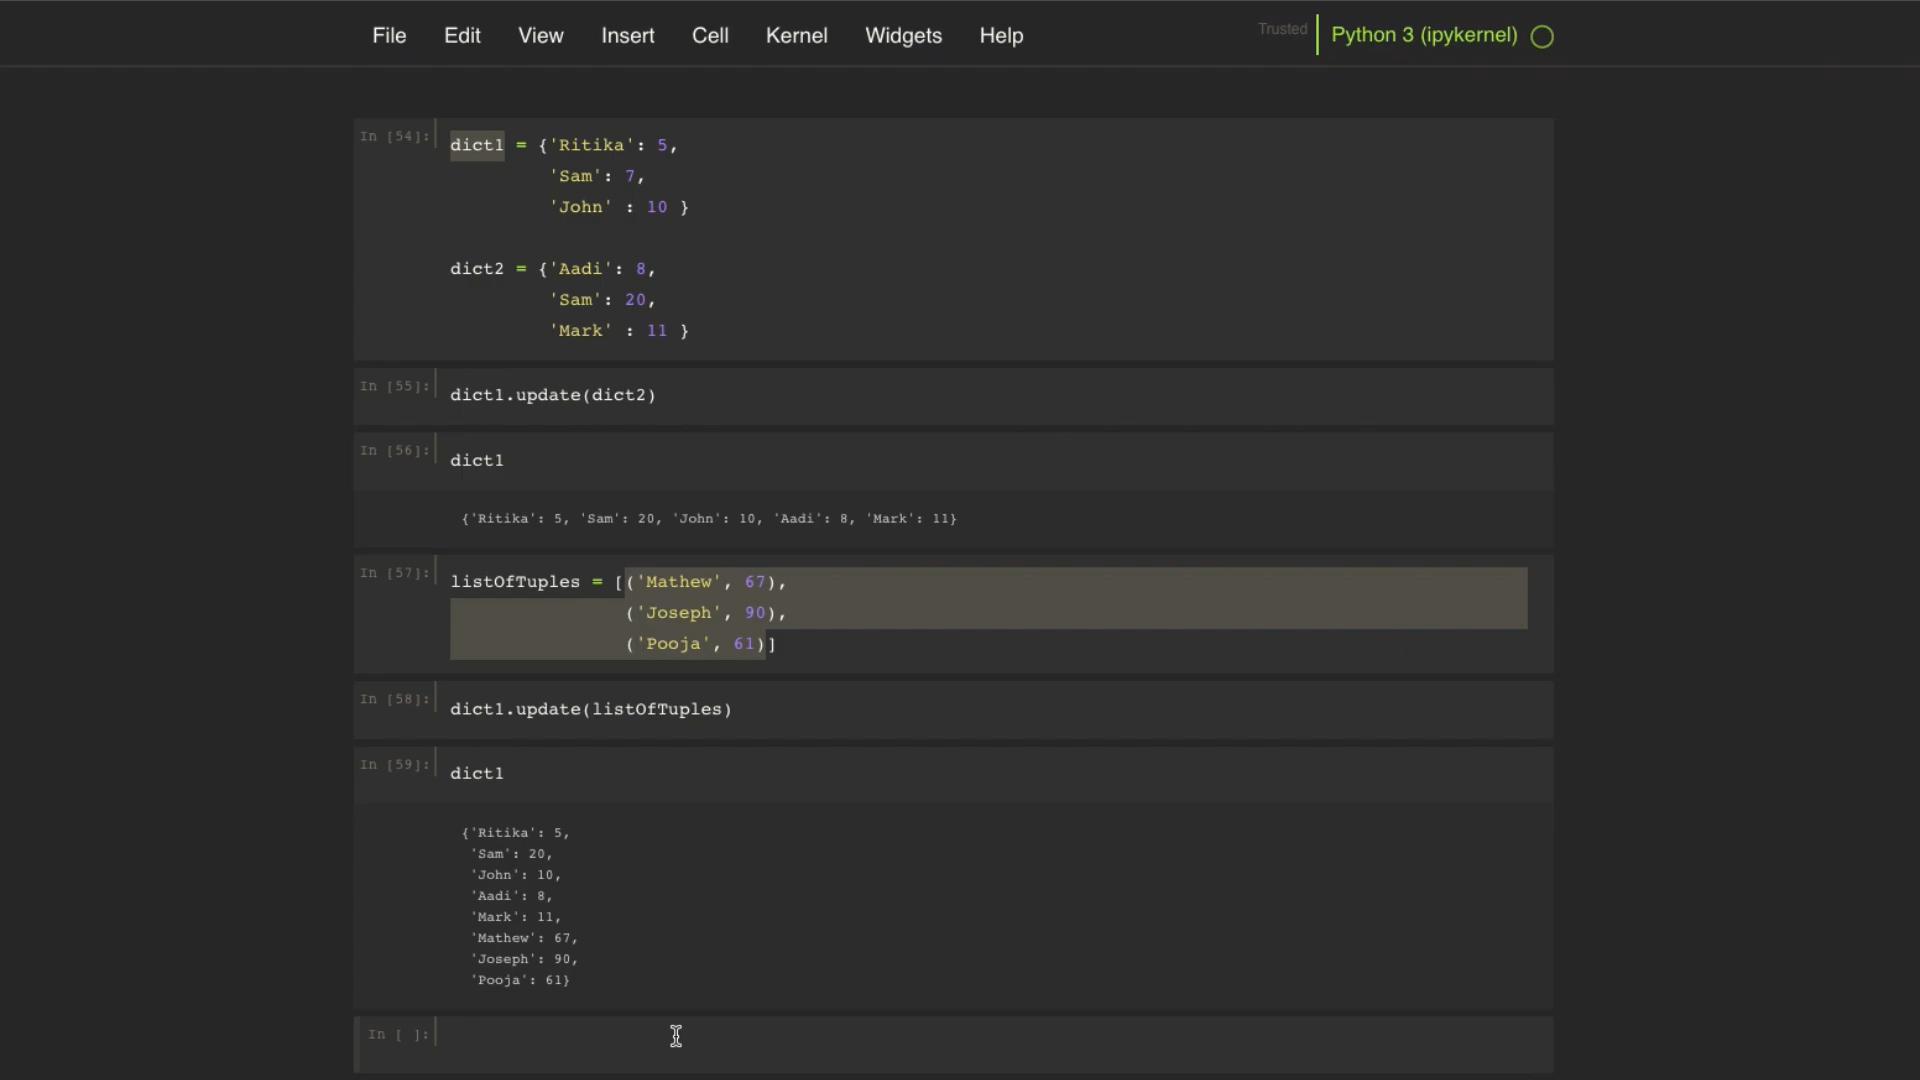 File Edit View Insert Cell Kernel Widgets Help Trusted Python 3 (ipykernel)
In [54]: dict1 = {'Ritika': 5,
'Sam': 7,
'John' : 10 }
dict2 = {'Aadi': 8,
'Sam': 20,
'Mark' : 11 }
In [55]: dict1.update(dict2)
In [56]: dict1
{'Ritika': 5, 'Sam': 20, 'John': 10, 'Aadi': 8, 'Mark': 11}
In [57]: listOfTuples = [('Mathew', 67),
('Joseph', 90),
('Pooja', 61)]
In [58]: dict1.update(listOfTuples)
In [59]: dict1
{'Ritika': 5,
'Sam': 20,
'John': 10,
'Aadi': 8,
'Mark': 11,
'Mathew': 67,
'Joseph': 90,
'Pooja': 61}
In [ ]: